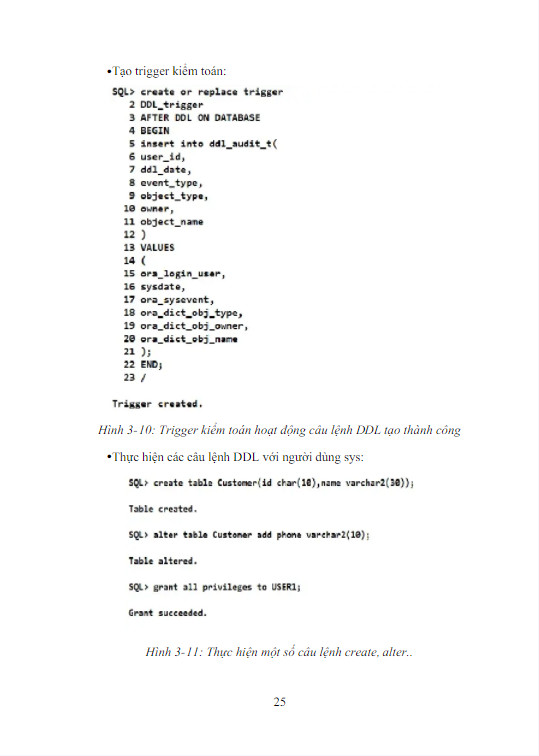 •Tạo trigger kiểm toán:
SQL> create or replace trigger
2 DDL_trigger
3 AFTER DDL ON DATABASE
4 BEGIN
5 insert into ddl_audit_t(
6 user_id,
7 ddl_date,
8 event_type,
9 object_type,
10 owner,
11 object_name
12 )
13 VALUES
14 (
15 ora_login_user,
16 sysdate,
17 ora_sysevent,
18 ora_dict_obj_type,
19 ora_dict_obj_owner,
20 ora_dict_obj_name
21 );
22 END;
23 /
Trigger created.
Hình 3-10: Trigger kiểm toán hoạt động câu lệnh DDL tạo thành công
•Thực hiện các câu lệnh DDL với người dùng sys:
SQL> create table Customer(id char(10),name varchar2(30));
Table created.
SQL> alter table Customer add phone varchar2(10);
Table altered.
SQL> grant all privileges to USER1;
Grant succeeded.
Hình 3-11: Thực hiện một số câu lệnh create, alter..
25